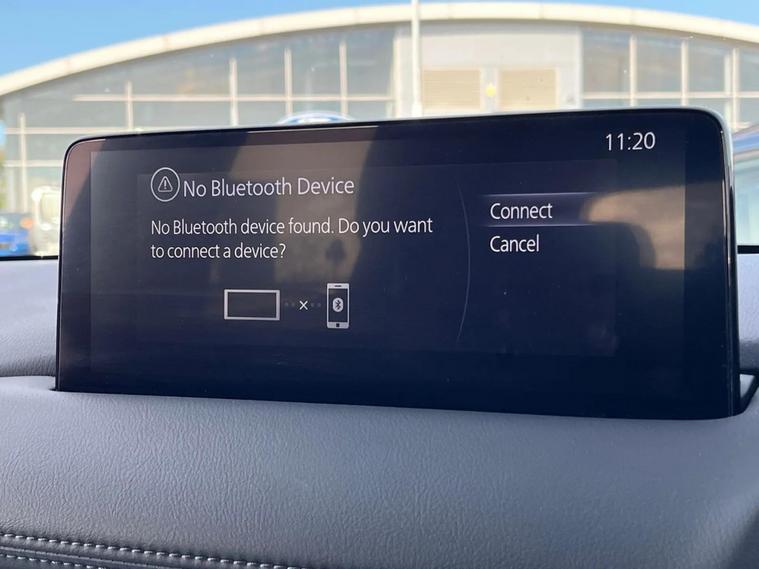 11:20
No Bluetooth Device
No Bluetooth device found. Do you want
to connect a device?
Connect
Cancel